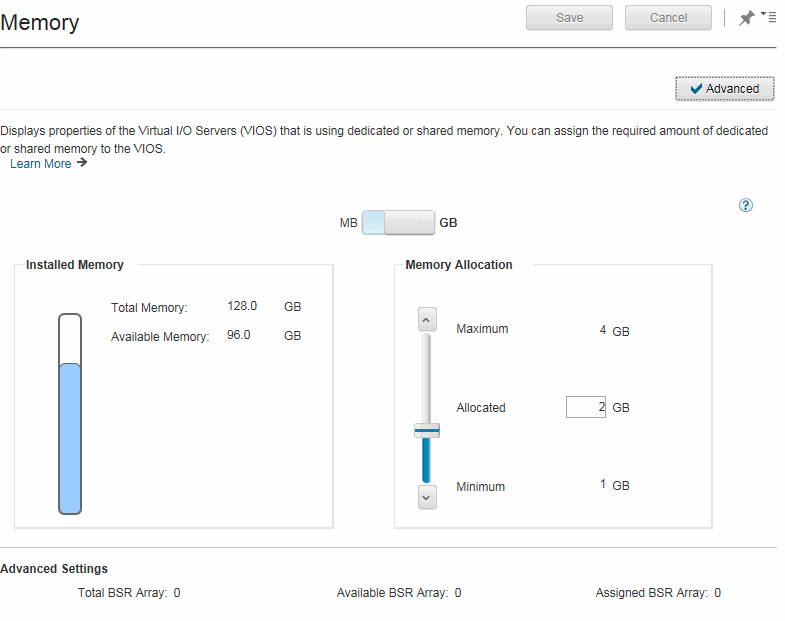 Memory
Save
Cancel
Advanced
Displays properties of the Virtual I/O Servers (VIOS) that is using dedicated or shared memory. You can assign the required amount of dedicated
or shared memory to the VIOS.
Learn More
MB
GB
Installed Memory
Total Memory: 128.0 GB
Available Memory: 96.0 GB
Memory Allocation
Maximum 4 GB
Allocated 2 GB
Minimum 1 GB
Advanced Settings
Total BSR Array: 0 Available BSR Array: 0 Assigned BSR Array: 0